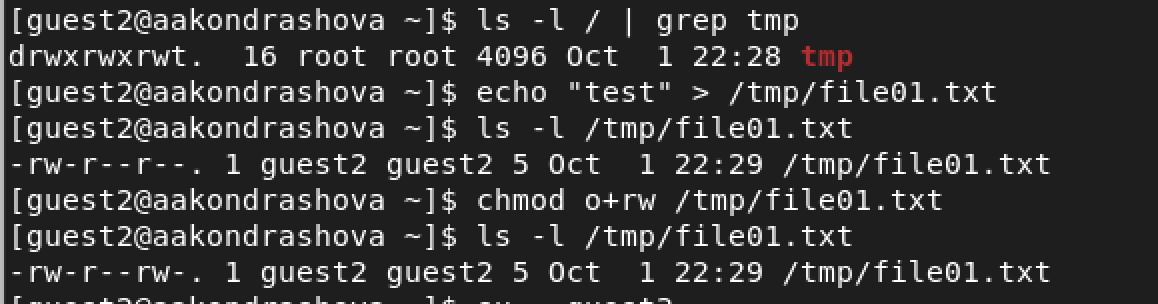 [guest2@aakondrashova ~]$ ls -l / | grep tmp
drwxrwxrwt.  16 root root 4096 Oct  1 22:28 tmp
[guest2@aakondrashova ~]$ echo "test" > /tmp/file01.txt
[guest2@aakondrashova ~]$ ls -l /tmp/file01.txt
-rw-r--r--. 1 guest2 guest2 5 Oct  1 22:29 /tmp/file01.txt
[guest2@aakondrashova ~]$ chmod o+rw /tmp/file01.txt
[guest2@aakondrashova ~]$ ls -l /tmp/file01.txt
-rw-r--rw-. 1 guest2 guest2 5 Oct  1 22:29 /tmp/file01.txt